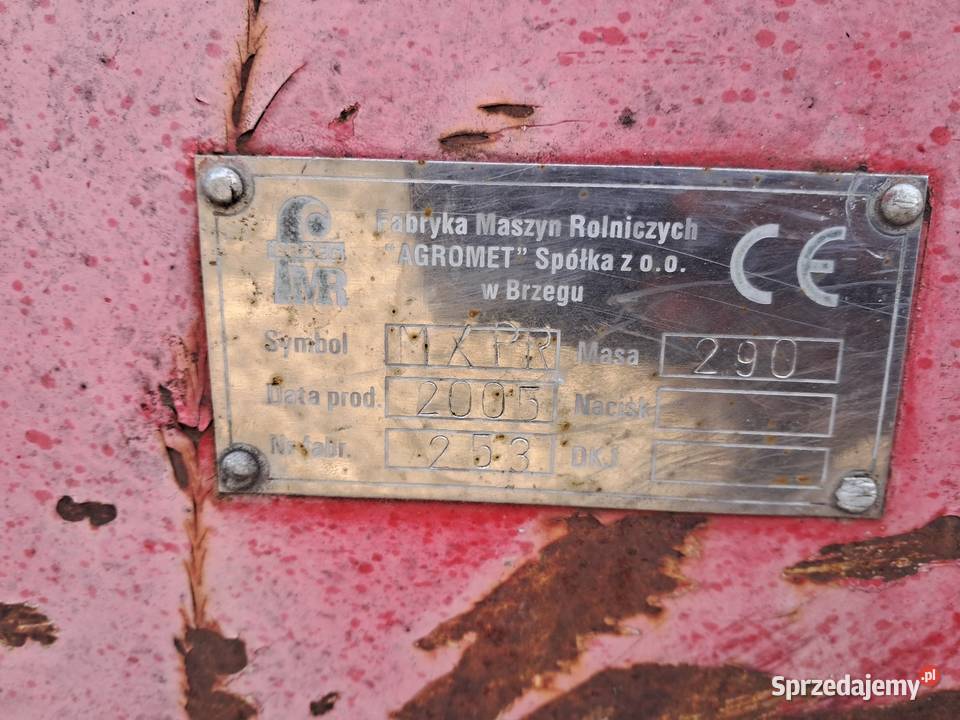 Fabryka Maszyn Rolniczych
"AGROMET" Spółka z o.o.
w Brzegu
CE
FMR
Symbol MXPR Masa 290
Data prod. 2005 Nacisk
Nr fabr. 253 DKJ
Sprzedajemy.pl